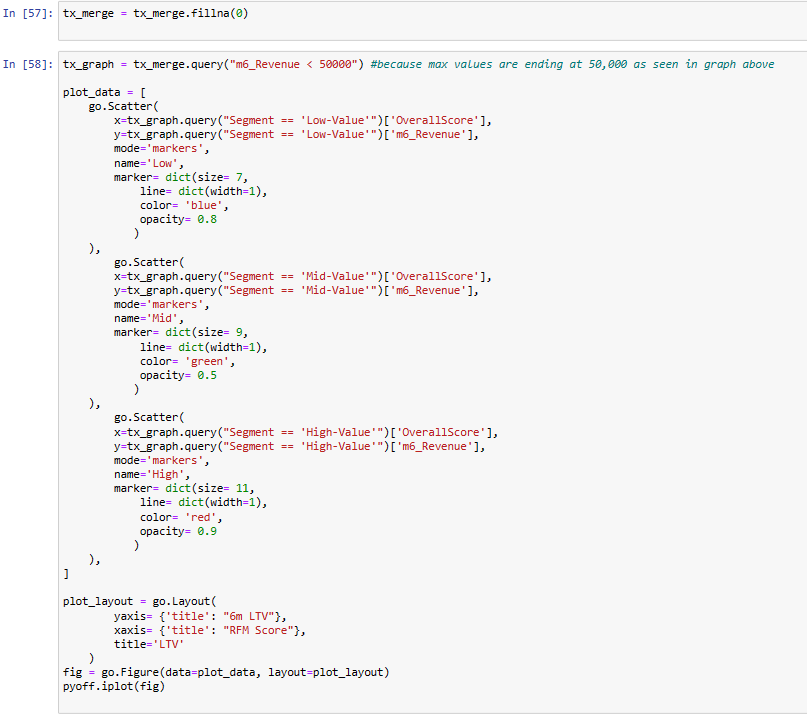 In [57]: tx_merge = tx_merge.fillna(0)
In [58]: tx_graph = tx_merge.query("m6_Revenue < 50000") #because max values are ending at 50,000 as seen in graph above
plot_data = [
    go.Scatter(
        x=tx_graph.query("Segment == 'Low-Value'")['OverallScore'],
        y=tx_graph.query("Segment == 'Low-Value'")['m6_Revenue'],
        mode='markers',
        name='Low',
        marker= dict(size= 7,
            line= dict(width=1),
            color= 'blue',
            opacity= 0.8
           )
    ),
        go.Scatter(
        x=tx_graph.query("Segment == 'Mid-Value'")['OverallScore'],
        y=tx_graph.query("Segment == 'Mid-Value'")['m6_Revenue'],
        mode='markers',
        name='Mid',
        marker= dict(size= 9,
            line= dict(width=1),
            color= 'green',
            opacity= 0.5
           )
    ),
        go.Scatter(
        x=tx_graph.query("Segment == 'High-Value'")['OverallScore'],
        y=tx_graph.query("Segment == 'High-Value'")['m6_Revenue'],
        mode='markers',
        name='High',
        marker= dict(size= 11,
            line= dict(width=1),
            color= 'red',
            opacity= 0.9
           )
    ),
]
plot_layout = go.Layout(
        yaxis= {'title': "6m LTV"},
        xaxis= {'title': "RFM Score"},
        title='LTV'
    )
fig = go.Figure(data=plot_data, layout=plot_layout)
pyoff.iplot(fig)